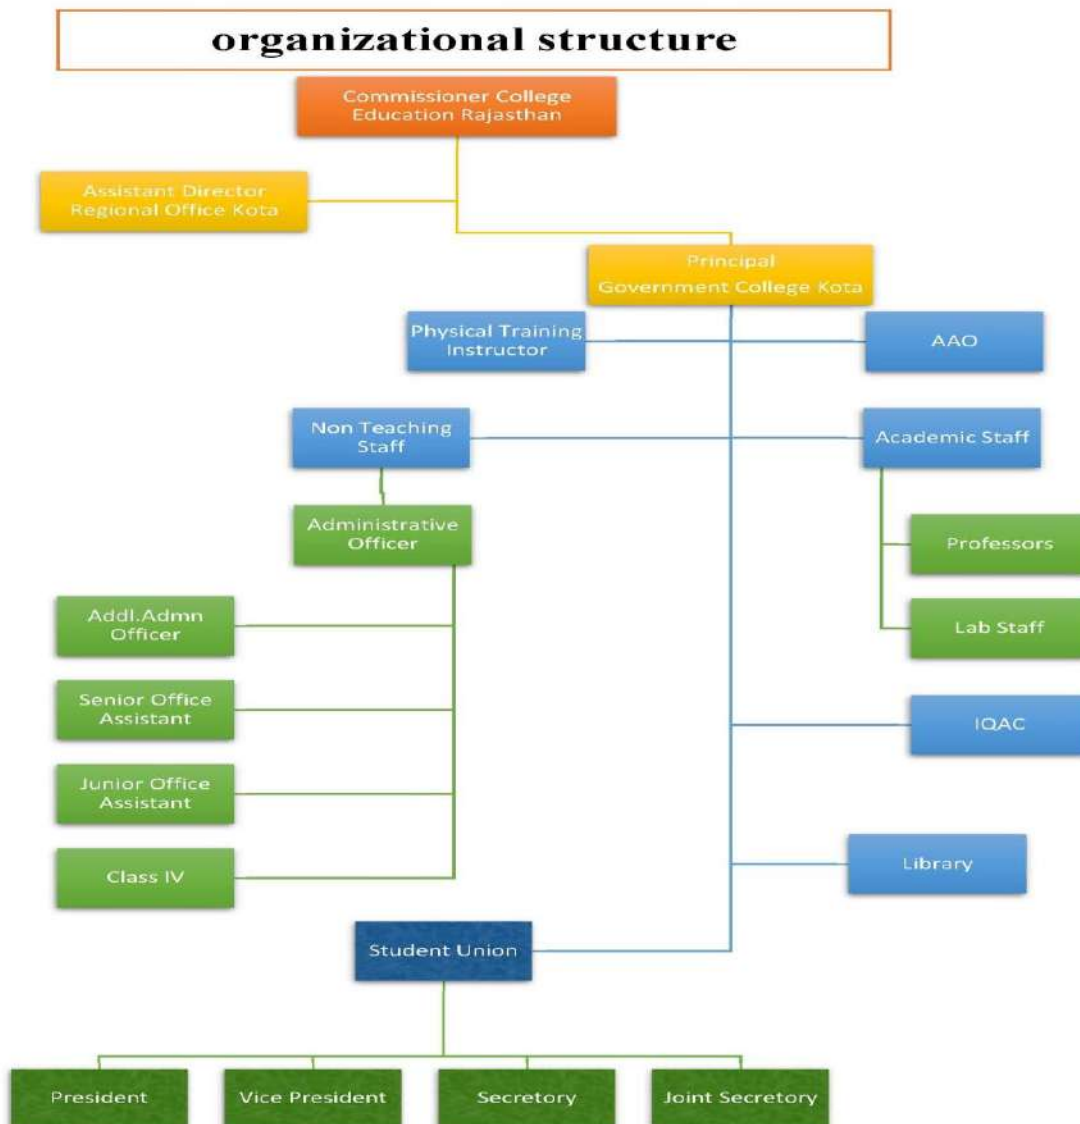 organizational structure
Commissioner College
Education Rajasthan
Assistant Director
Regional Office Kota
Principal
Government College Kota
Physical Training
Instructor
AAO
Non Teaching
Staff
Academic Staff
Administrative
Officer
Professors
Addl.Admn
Officer
Lab Staff
Senior Office
Assistant
IQAC
Junior Office
Assistant
Class IV
Library
Student Union
President
Vice President
Secretory
Joint Secretory